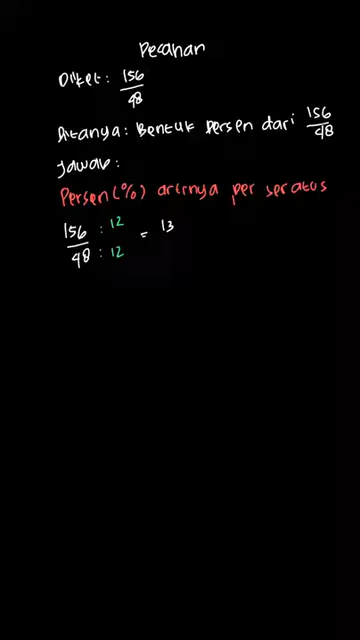 Pecahan
Diket: 156/48
Ditanya: Bentuk persen dari 156/48
Jawab:
Persen (%) artinya per seratus
156 : 12 / 48 : 12 = 13